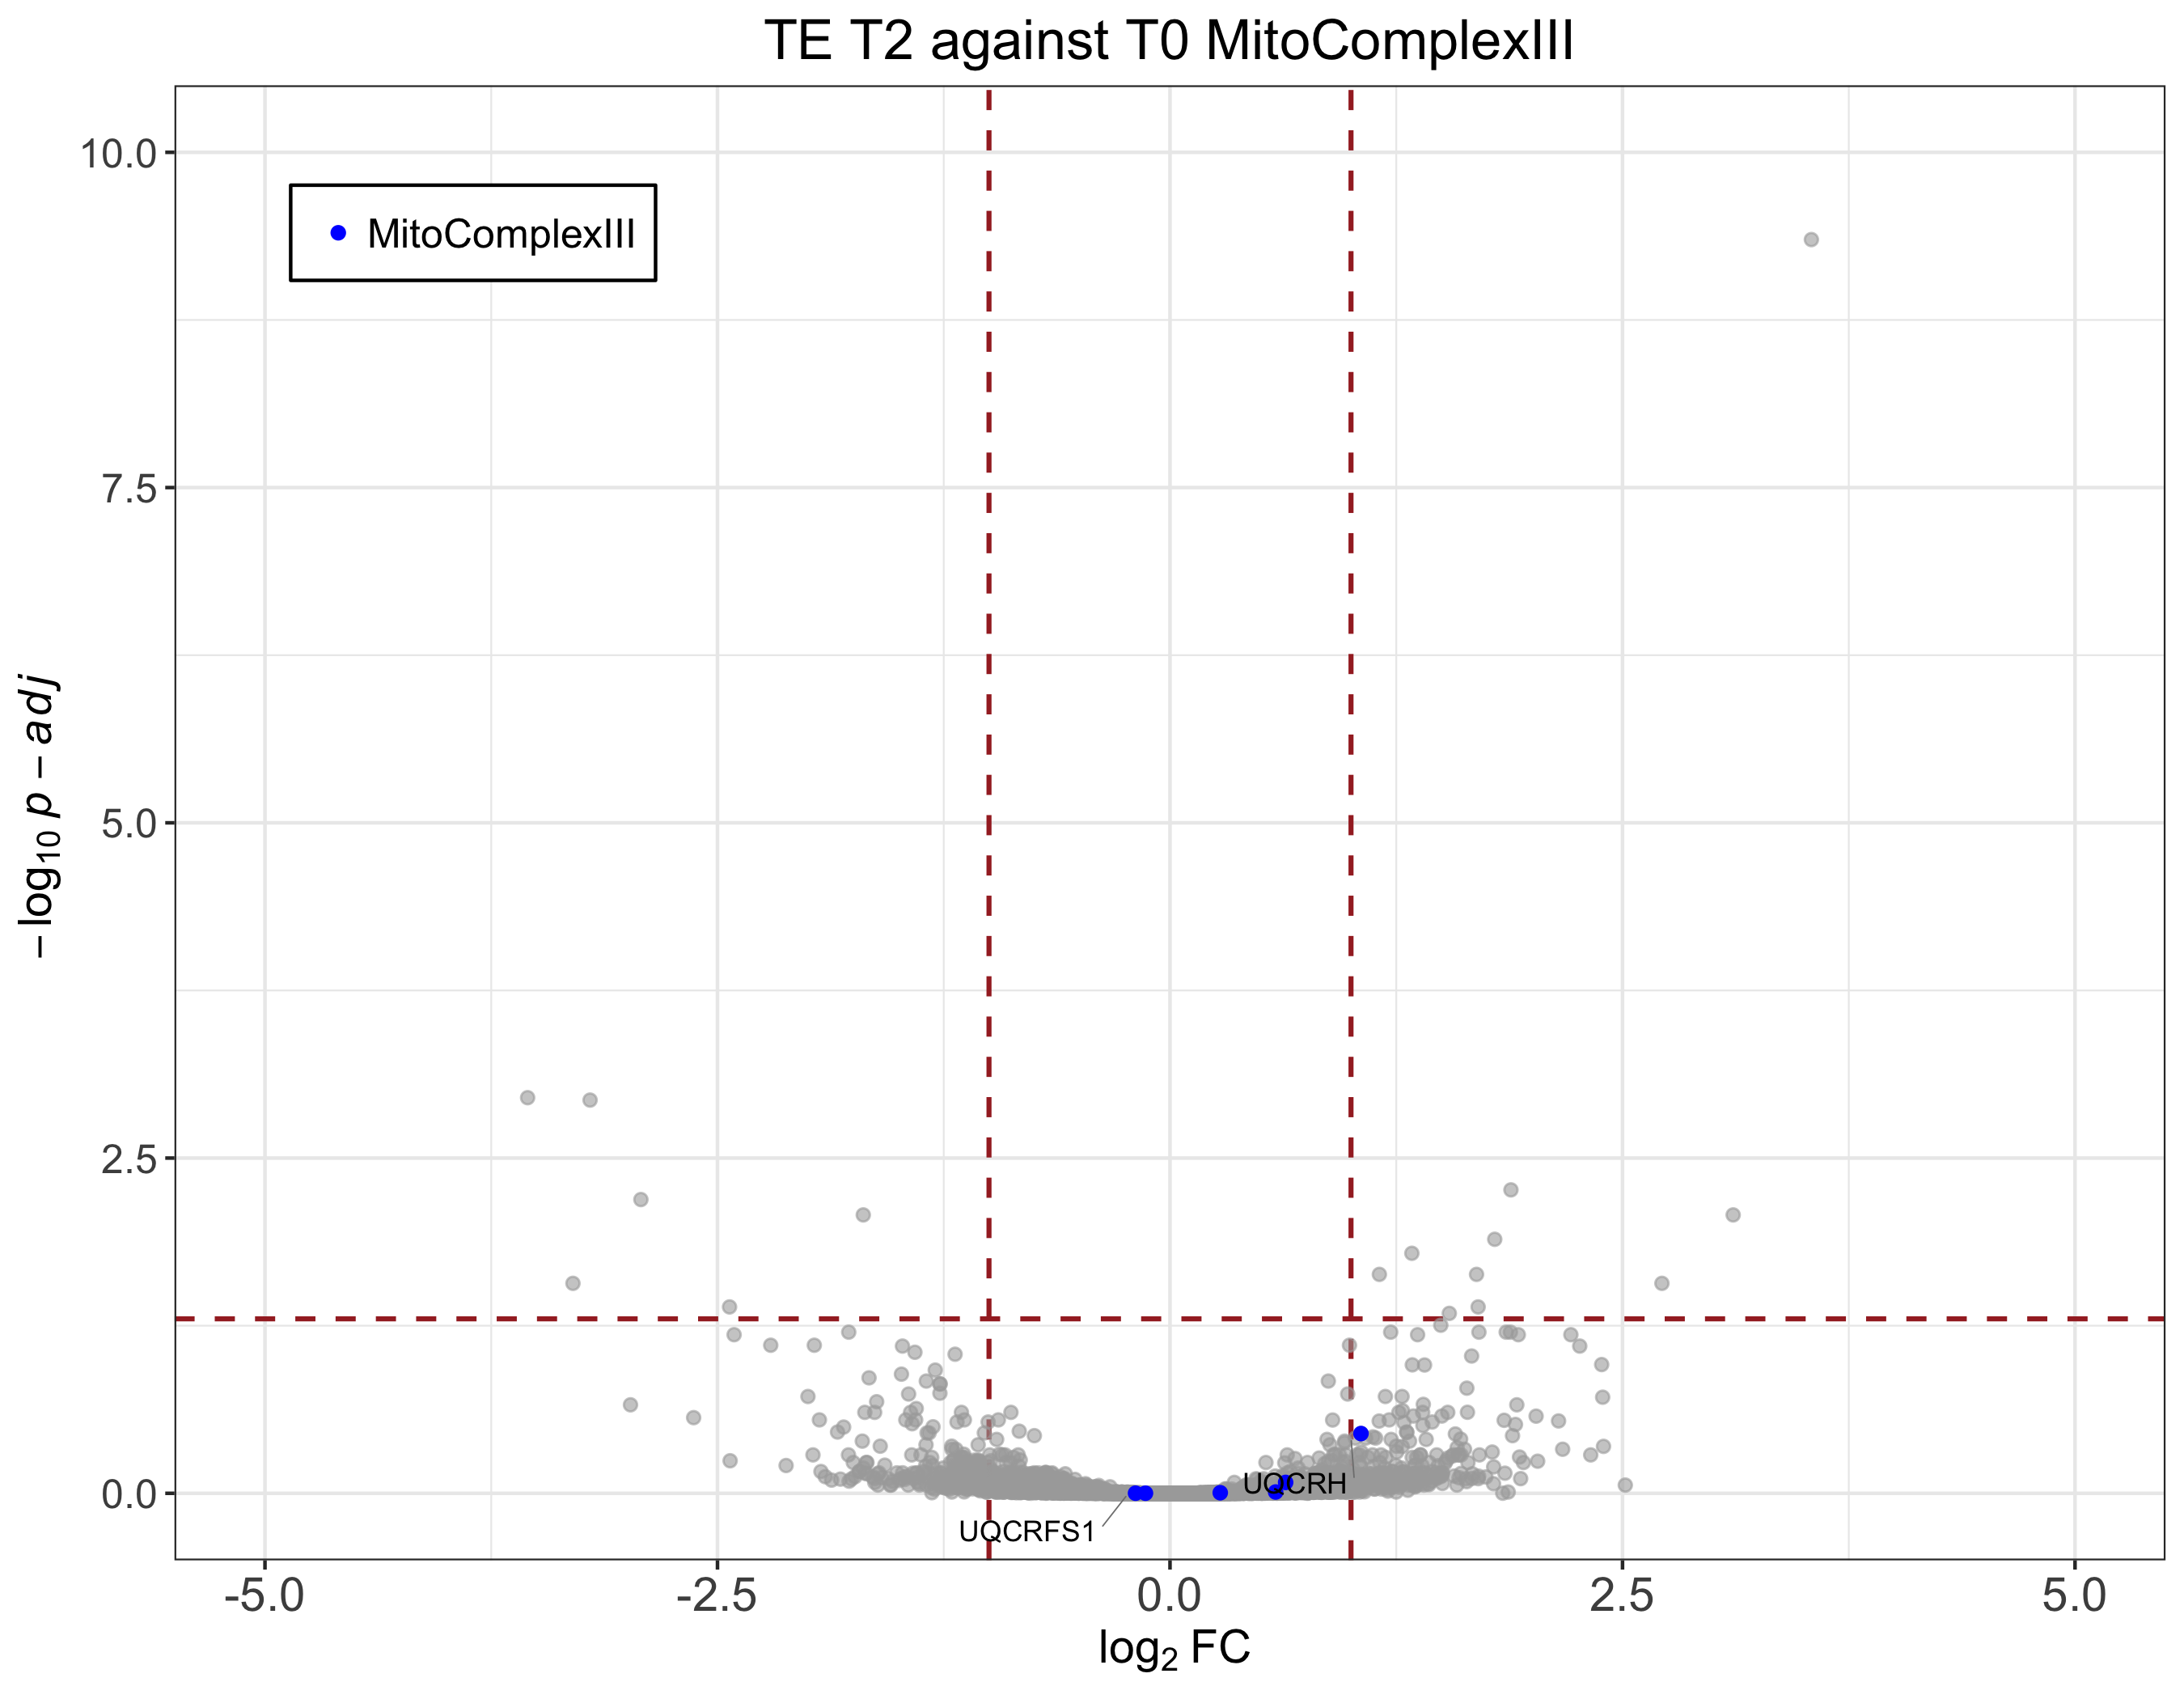 TE T2 against T0 MitoComplexIII
10.0
MitoComplexIII
7.5
5.0
2.5
0.0
−log10 p − adj
UQCRH
UQCRFS1
-5.0 -2.5 0.0 2.5 5.0
log2 FC